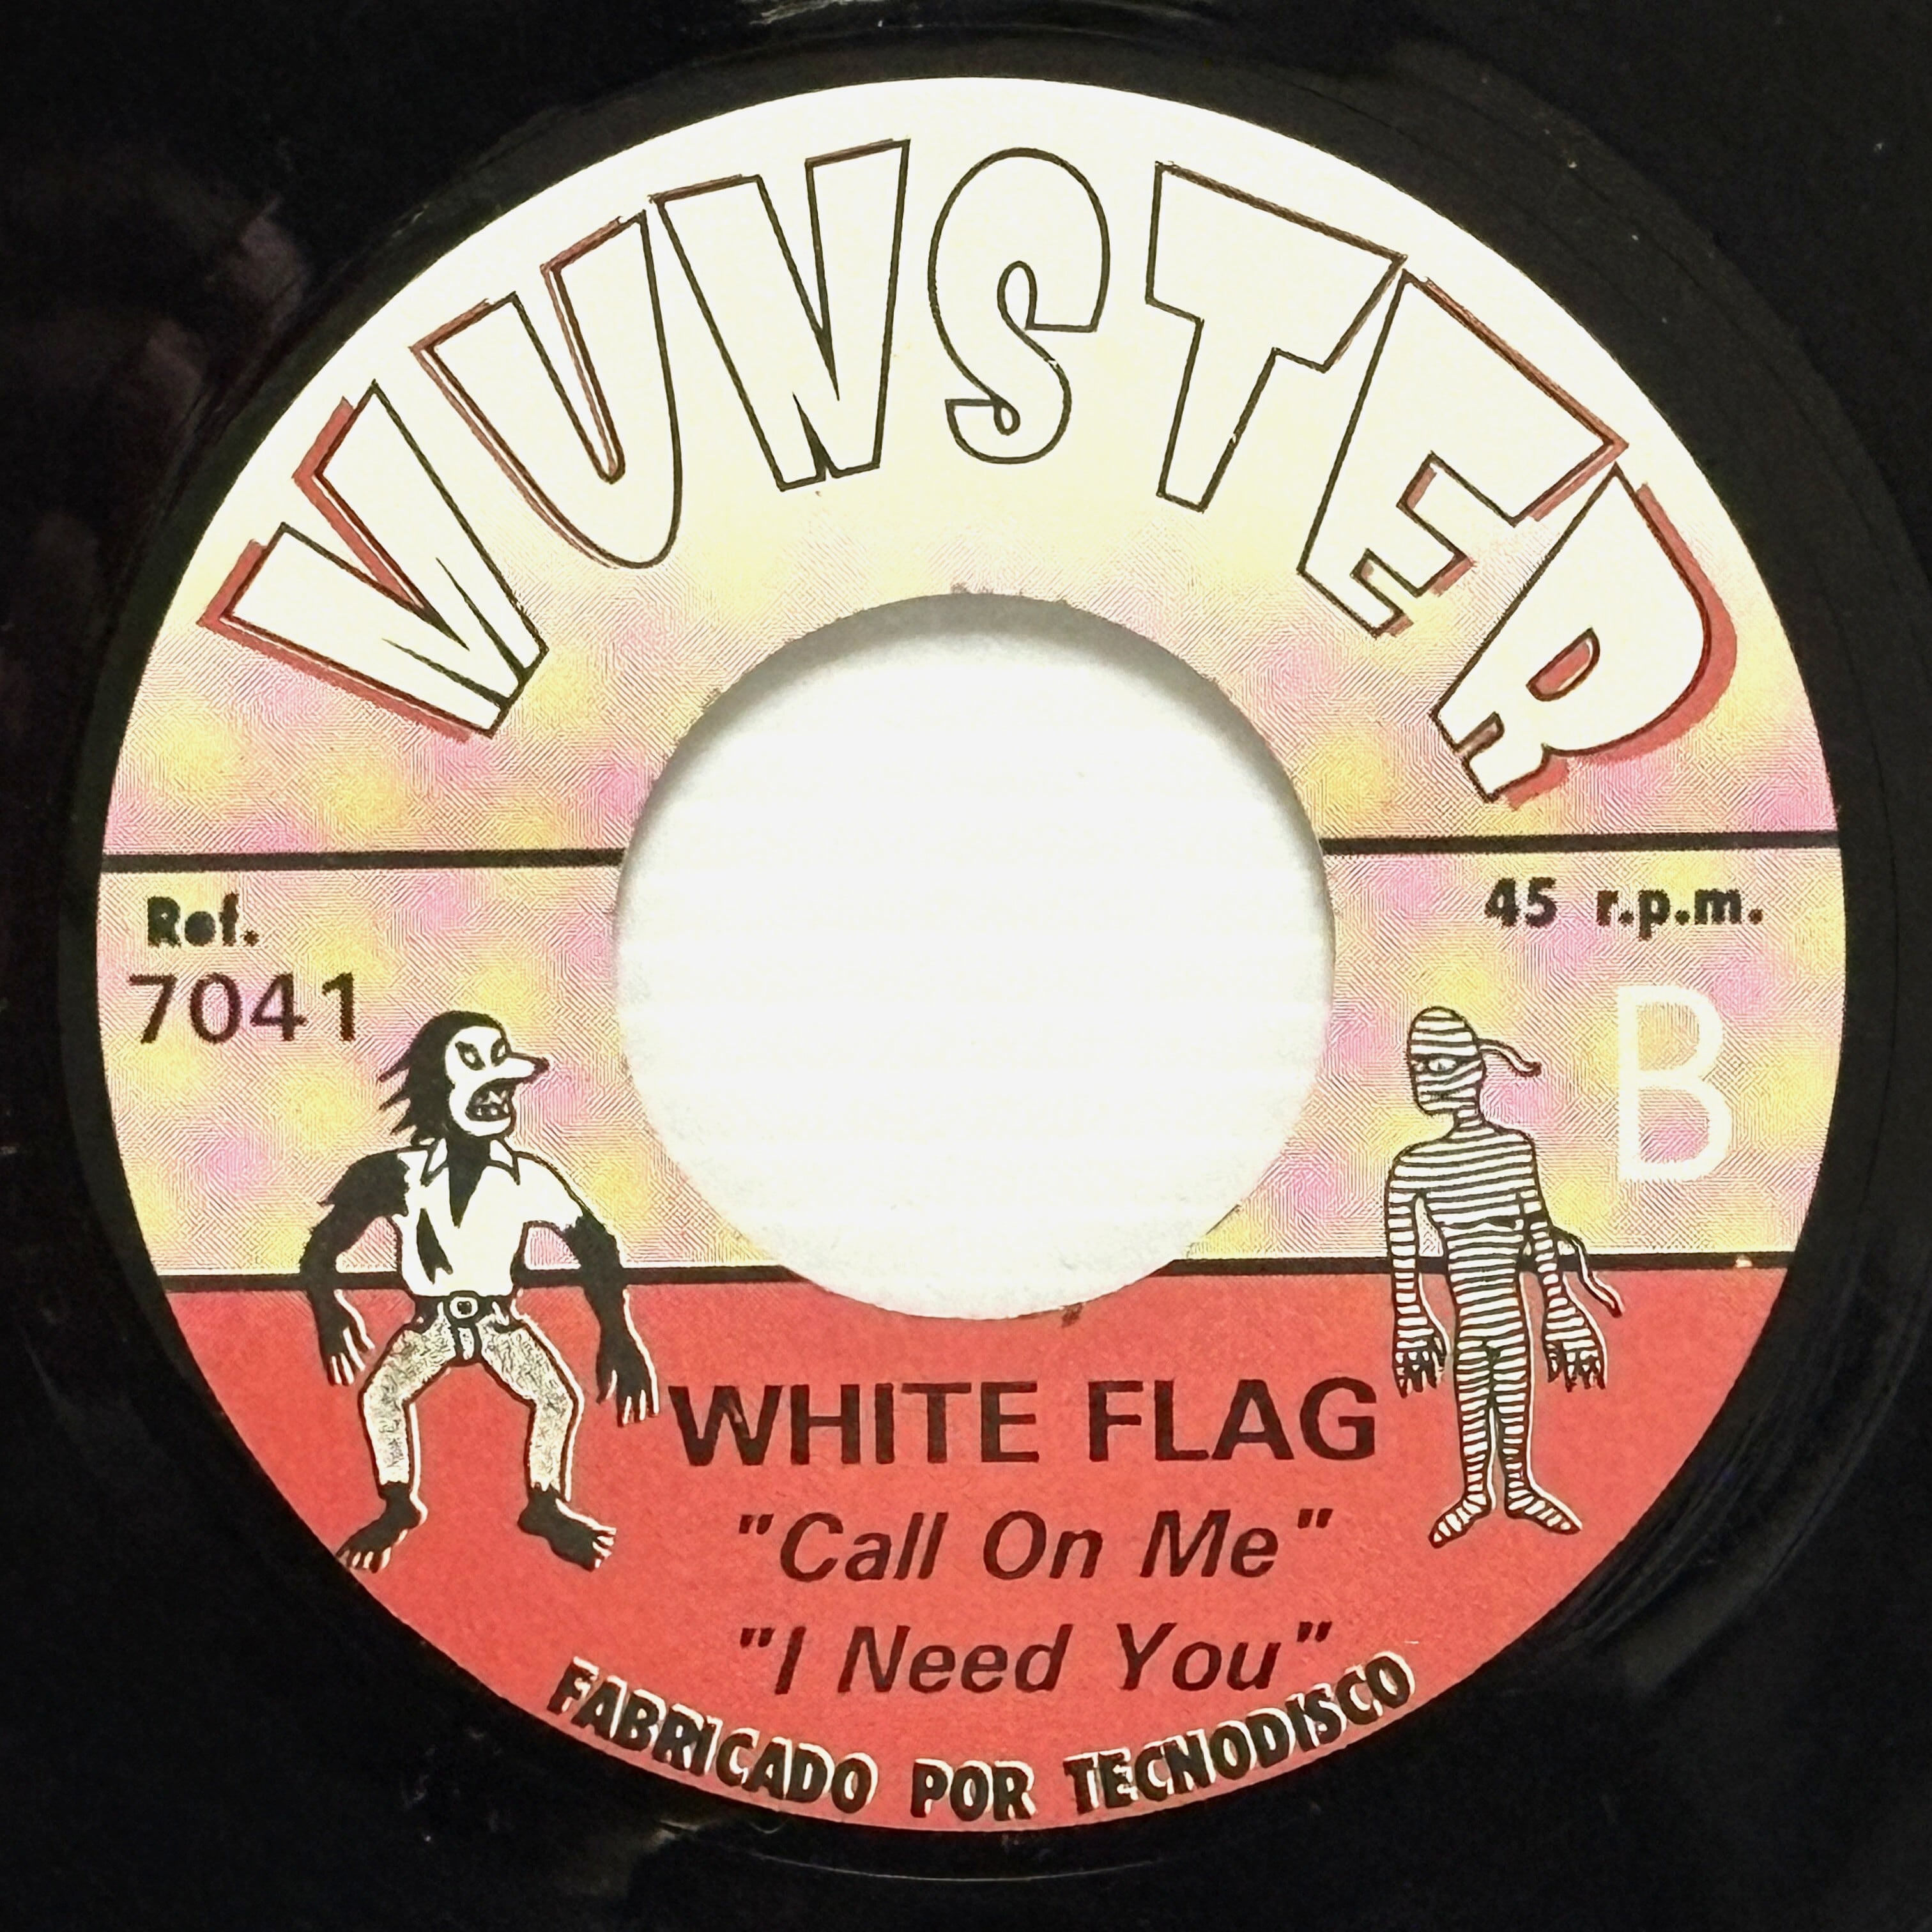 MUNSTER
Ref.
7041
45 r.p.m.
B
WHITE FLAG
"Call On Me"
"I Need You"
FABRICADO POR TECNODISCO